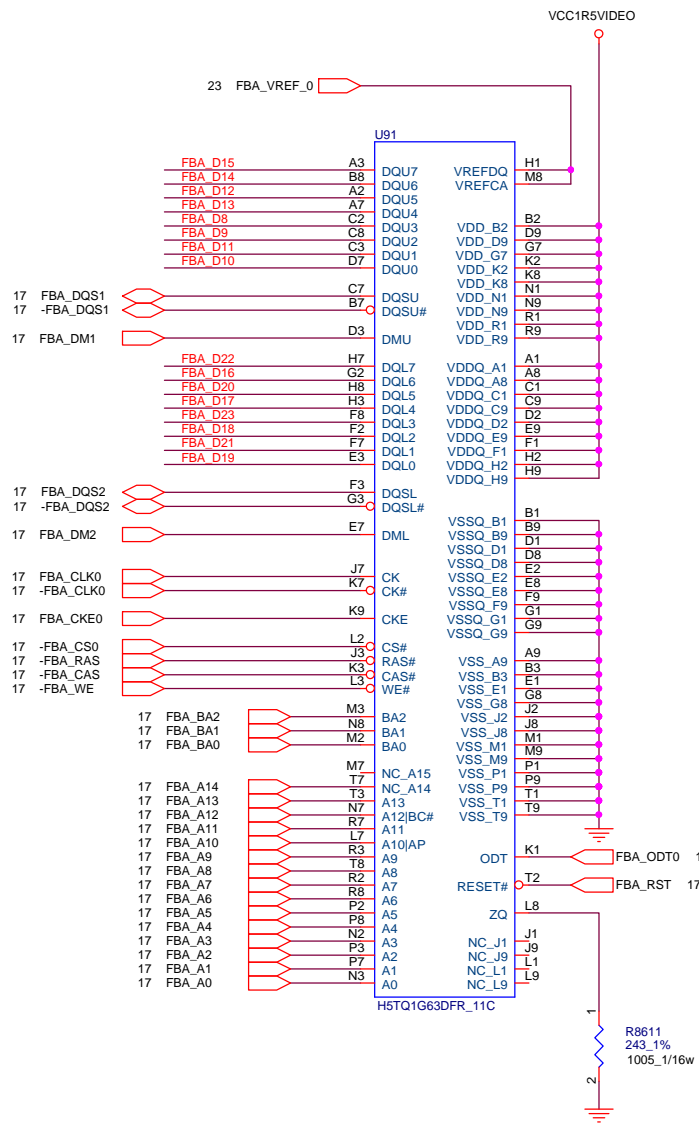 VCC1R5VIDEO
23 FBA_VREF_0
U91
FBA_D15 A3 DQU7 VREFDQ H1
FBA_D14 B8 DQU6 VREFCA M8
FBA_D12 A2 DQU5
FBA_D13 A7 DQU4
FBA_D8 C2 DQU3 VDD_B2 B2
FBA_D9 C8 DQU2 VDD_D9 D9
FBA_D11 C3 DQU1 VDD_G7 G7
FBA_D10 D7 DQU0 VDD_K2 K2
VDD_K8 K8
17 FBA_DQS1 C7 DQSU VDD_N1 N1
17 -FBA_DQS1 B7 DQSU# VDD_N9 N9
VDD_R1 R1
17 FBA_DM1 D3 DMU VDD_R9 R9
FBA_D22 H7 DQL7 VDDQ_A1 A1
FBA_D16 G2 DQL6 VDDQ_A8 A8
FBA_D20 H8 DQL5 VDDQ_C1 C1
FBA_D17 H3 DQL4 VDDQ_C9 C9
FBA_D23 F8 DQL3 VDDQ_D2 D2
FBA_D18 F2 DQL2 VDDQ_E9 E9
FBA_D21 F7 DQL1 VDDQ_F1 F1
FBA_D19 E3 DQL0 VDDQ_H2 H2
VDDQ_H9 H9
17 FBA_DQS2 F3 DQSL
17 -FBA_DQS2 G3 DQSL#
VSSQ_B1 B1
17 FBA_DM2 E7 DML VSSQ_B9 B9
VSSQ_D1 D1
VSSQ_D8 D8
17 FBA_CLK0 J7 CK VSSQ_E2 E2
17 -FBA_CLK0 K7 CK# VSSQ_E8 E8
VSSQ_F9 F9
17 FBA_CKE0 K9 CKE VSSQ_G1 G1
VSSQ_G9 G9
17 -FBA_CS0 L2 CS#
17 -FBA_RAS J3 RAS# VSS_A9 A9
17 -FBA_CAS K3 CAS# VSS_B3 B3
17 -FBA_WE L3 WE# VSS_E1 E1
VSS_G8 G8
17 FBA_BA2 M3 BA2 VSS_J2 J2
17 FBA_BA1 N8 BA1 VSS_J8 J8
17 FBA_BA0 M2 BA0 VSS_M1 M1
VSS_M9 M9
M7 NC_A15 VSS_P1 P1
17 FBA_A14 T7 NC_A14 VSS_P9 P9
17 FBA_A13 T3 A13 VSS_T1 T1
17 FBA_A12 N7 A12|BC# VSS_T9 T9
17 FBA_A11 R7 A11
17 FBA_A10 L7 A10|AP
17 FBA_A9 R3 A9 ODT K1 FBA_ODT0 1
17 FBA_A8 T8 A8
17 FBA_A7 R2 A7 RESET# T2 FBA_RST 17
17 FBA_A6 R8 A6
17 FBA_A5 P2 A5 ZQ L8
17 FBA_A4 P8 A4
17 FBA_A3 N2 A3 NC_J1 J1
17 FBA_A2 P3 A2 NC_J9 J9
17 FBA_A1 P7 A1 NC_L1 L1
17 FBA_A0 N3 A0 NC_L9 L9
H5TQ1G63DFR_11C
1
R8611
243_1%
1005_1/16w
2